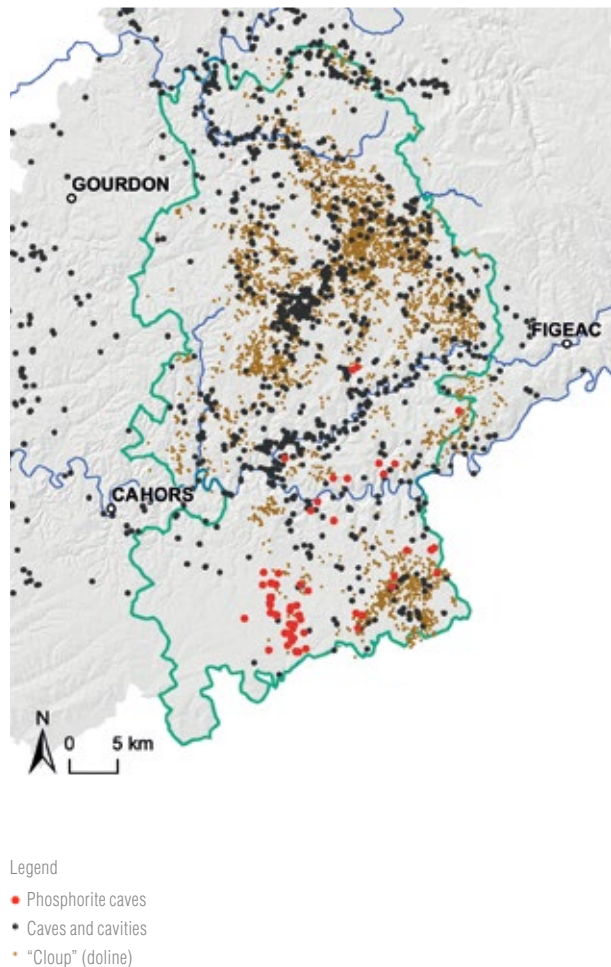 GOURDON
FIGEAC
CAHORS
N
0 5 km
Legend
Phosphorite caves
Caves and cavities
“Cloup” (doline)